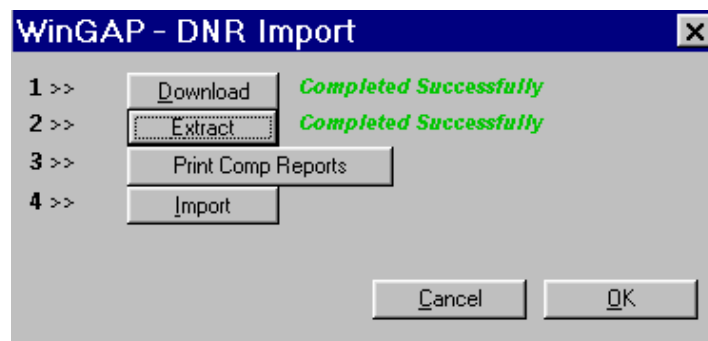 WinGAP - DNR Import
1 >> Download Completed Successfully
2 >> Extract Completed Successfully
3 >> Print Comp Reports
4 >> Import
Cancel OK